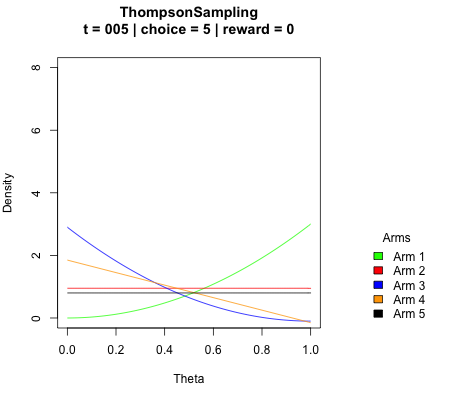 ThompsonSampling
t = 005 | choice = 5 | reward = 0
Density
8
6
4
2
0
0.0 0.2 0.4 0.6 0.8 1.0
Theta
Arms
Arm 1
Arm 2
Arm 3
Arm 4
Arm 5